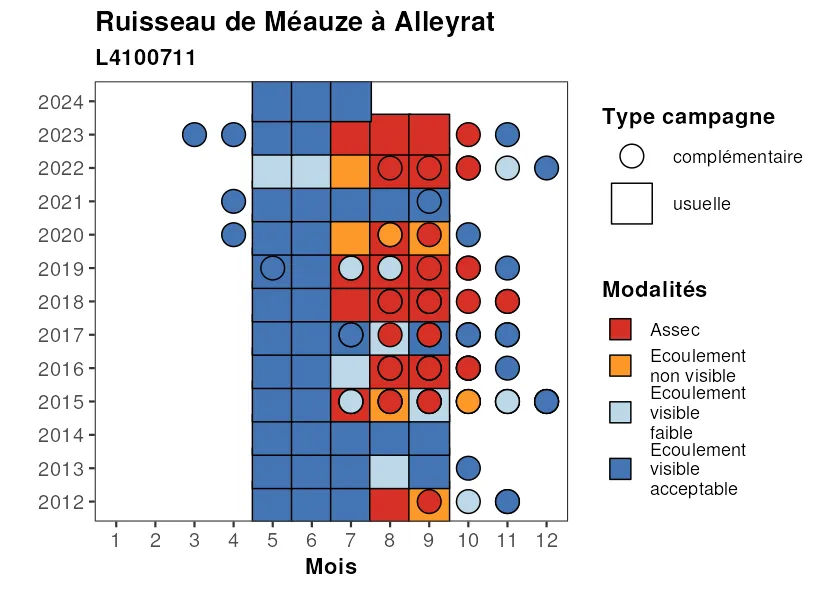 Ruisseau de Méauze à Alleyrat
L4100711
2024
2023
2022
2021
2020
2019
2018
2017
2016
2015
2014
2013
2012
1 2 3 4 5 6 7 8 9 10 11 12
Mois
Type campagne
complémentaire
usuelle
Modalités
Assec
Ecoulement
non visible
Ecoulement
visible
faible
Ecoulement
visible
acceptable